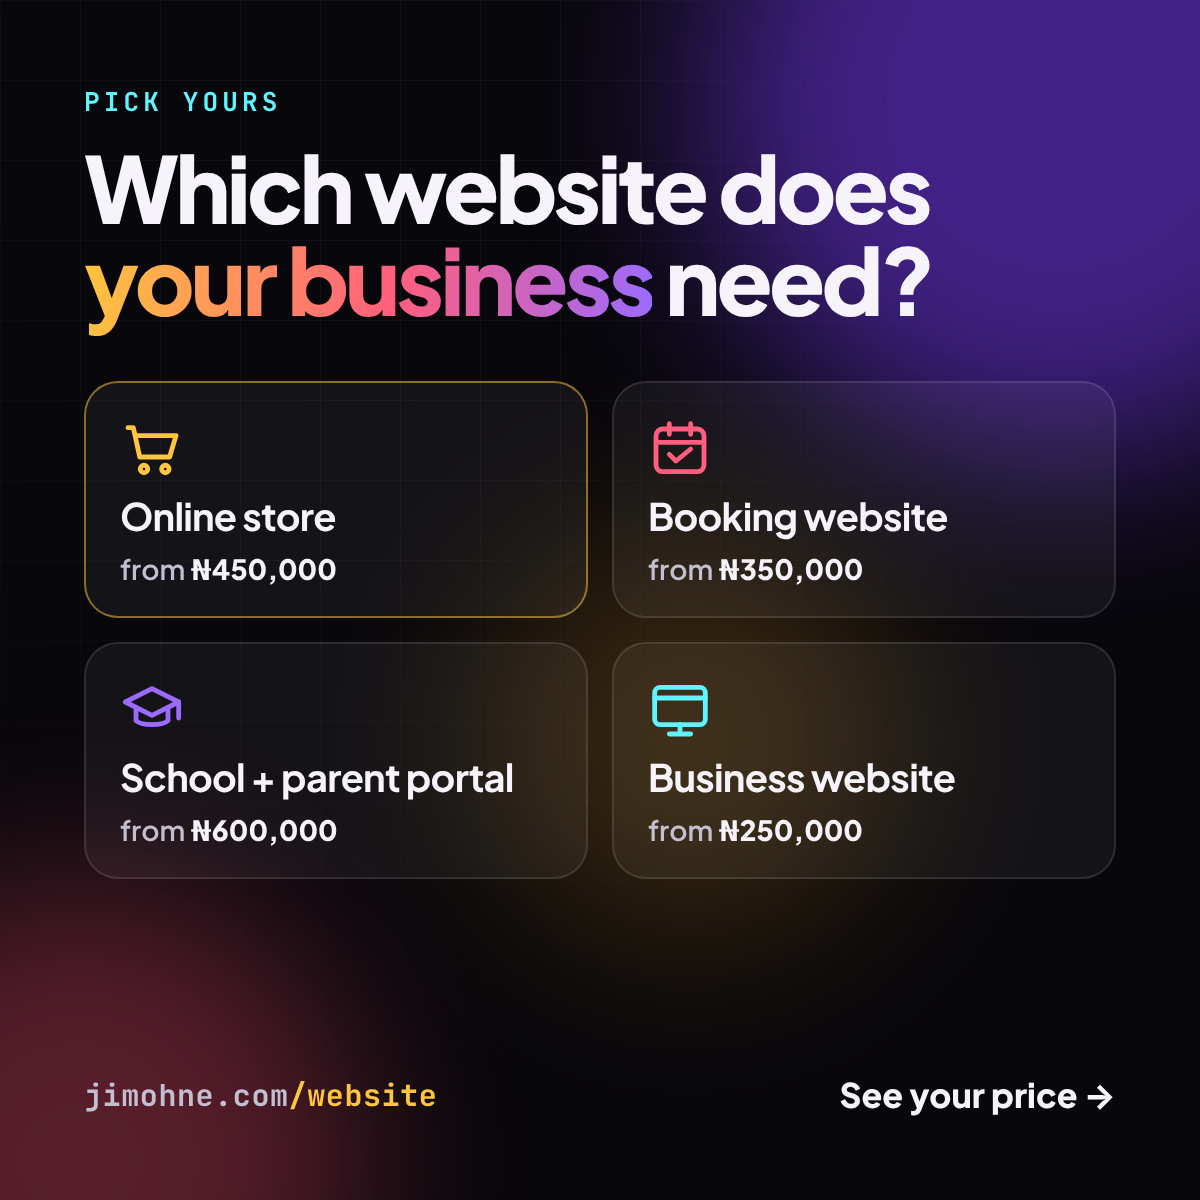 PICK YOURS
Which website does
your business need?
Online store
from ₦450,000
Booking website
from ₦350,000
School + parent portal
from ₦600,000
Business website
from ₦250,000
jimohne.com/website
See your price →